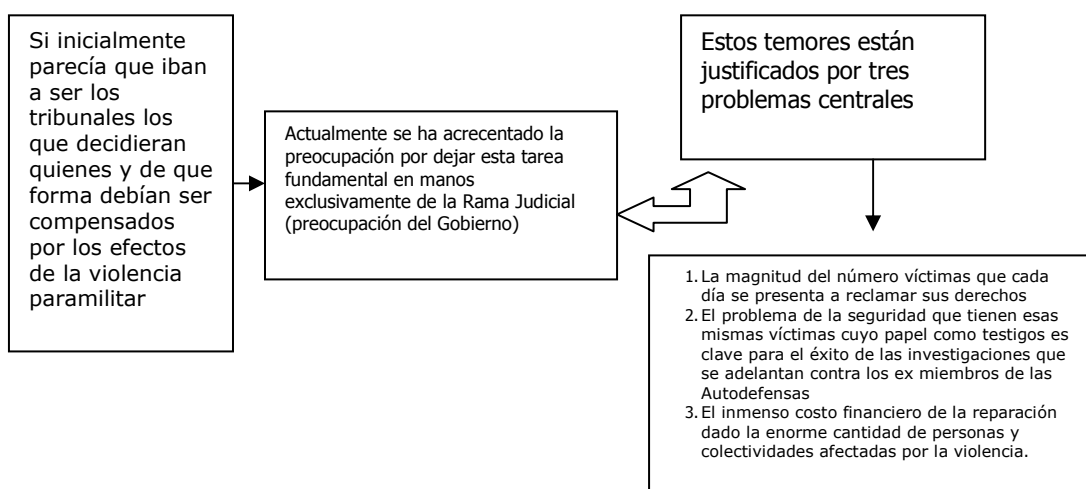 Si inicialmente
parecía que iban
a ser los
tribunales los
que decidieran
quienes y de que
forma debían ser
compensados
por los efectos
de la violencia
paramilitar
Actualmente se ha acrecentado la
preocupación por dejar esta tarea
fundamental en manos
exclusivamente de la Rama Judicial
(preocupación del Gobierno)
Estos temores están
justificados por tres
problemas centrales
1. La magnitud del número víctimas que cada
día se presenta a reclamar sus derechos
2. El problema de la seguridad que tienen esas
mismas víctimas cuyo papel como testigos es
clave para el éxito de las investigaciones que
se adelantan contra los ex miembros de las
Autodefensas
3. El inmenso costo financiero de la reparación
dado la enorme cantidad de personas y
colectividades afectadas por la violencia.